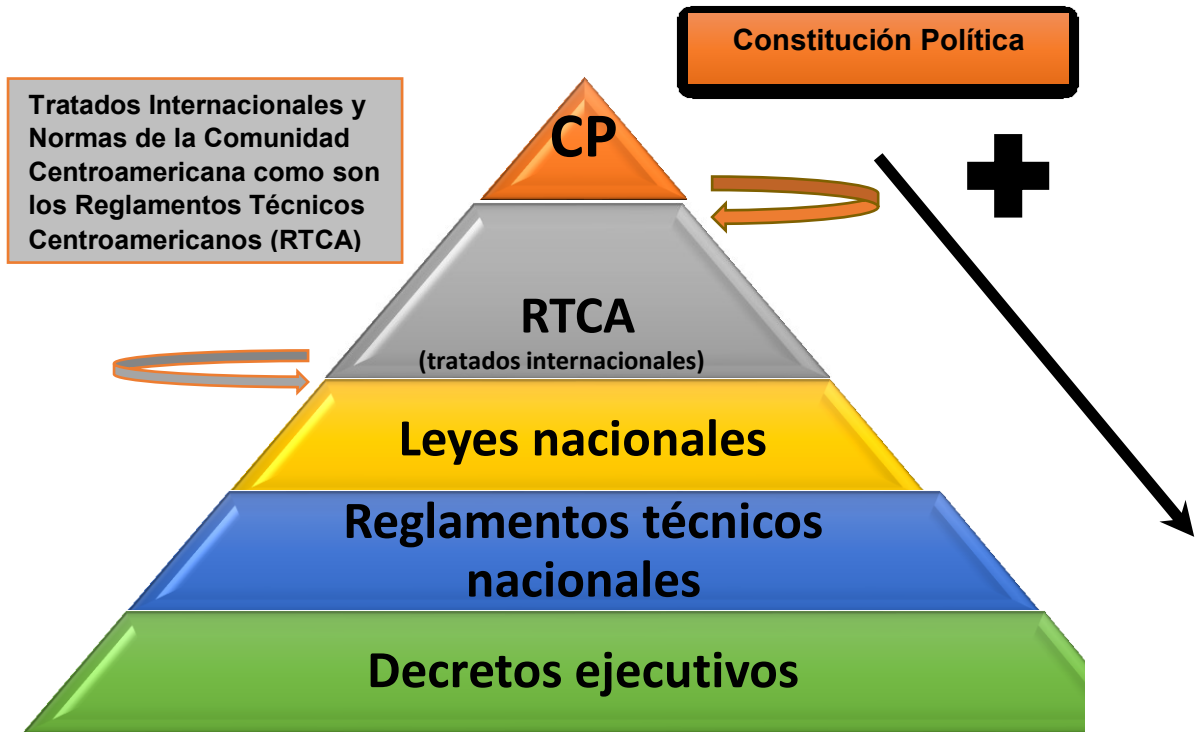 Constitución Política
Tratados Internacionales y
Normas de la Comunidad
Centroamericana como son
los Reglamentos Técnicos
Centroamericanos (RTCA)
CP
RTCA
(tratados internacionales)
Leyes nacionales
Reglamentos técnicos
nacionales
Decretos ejecutivos